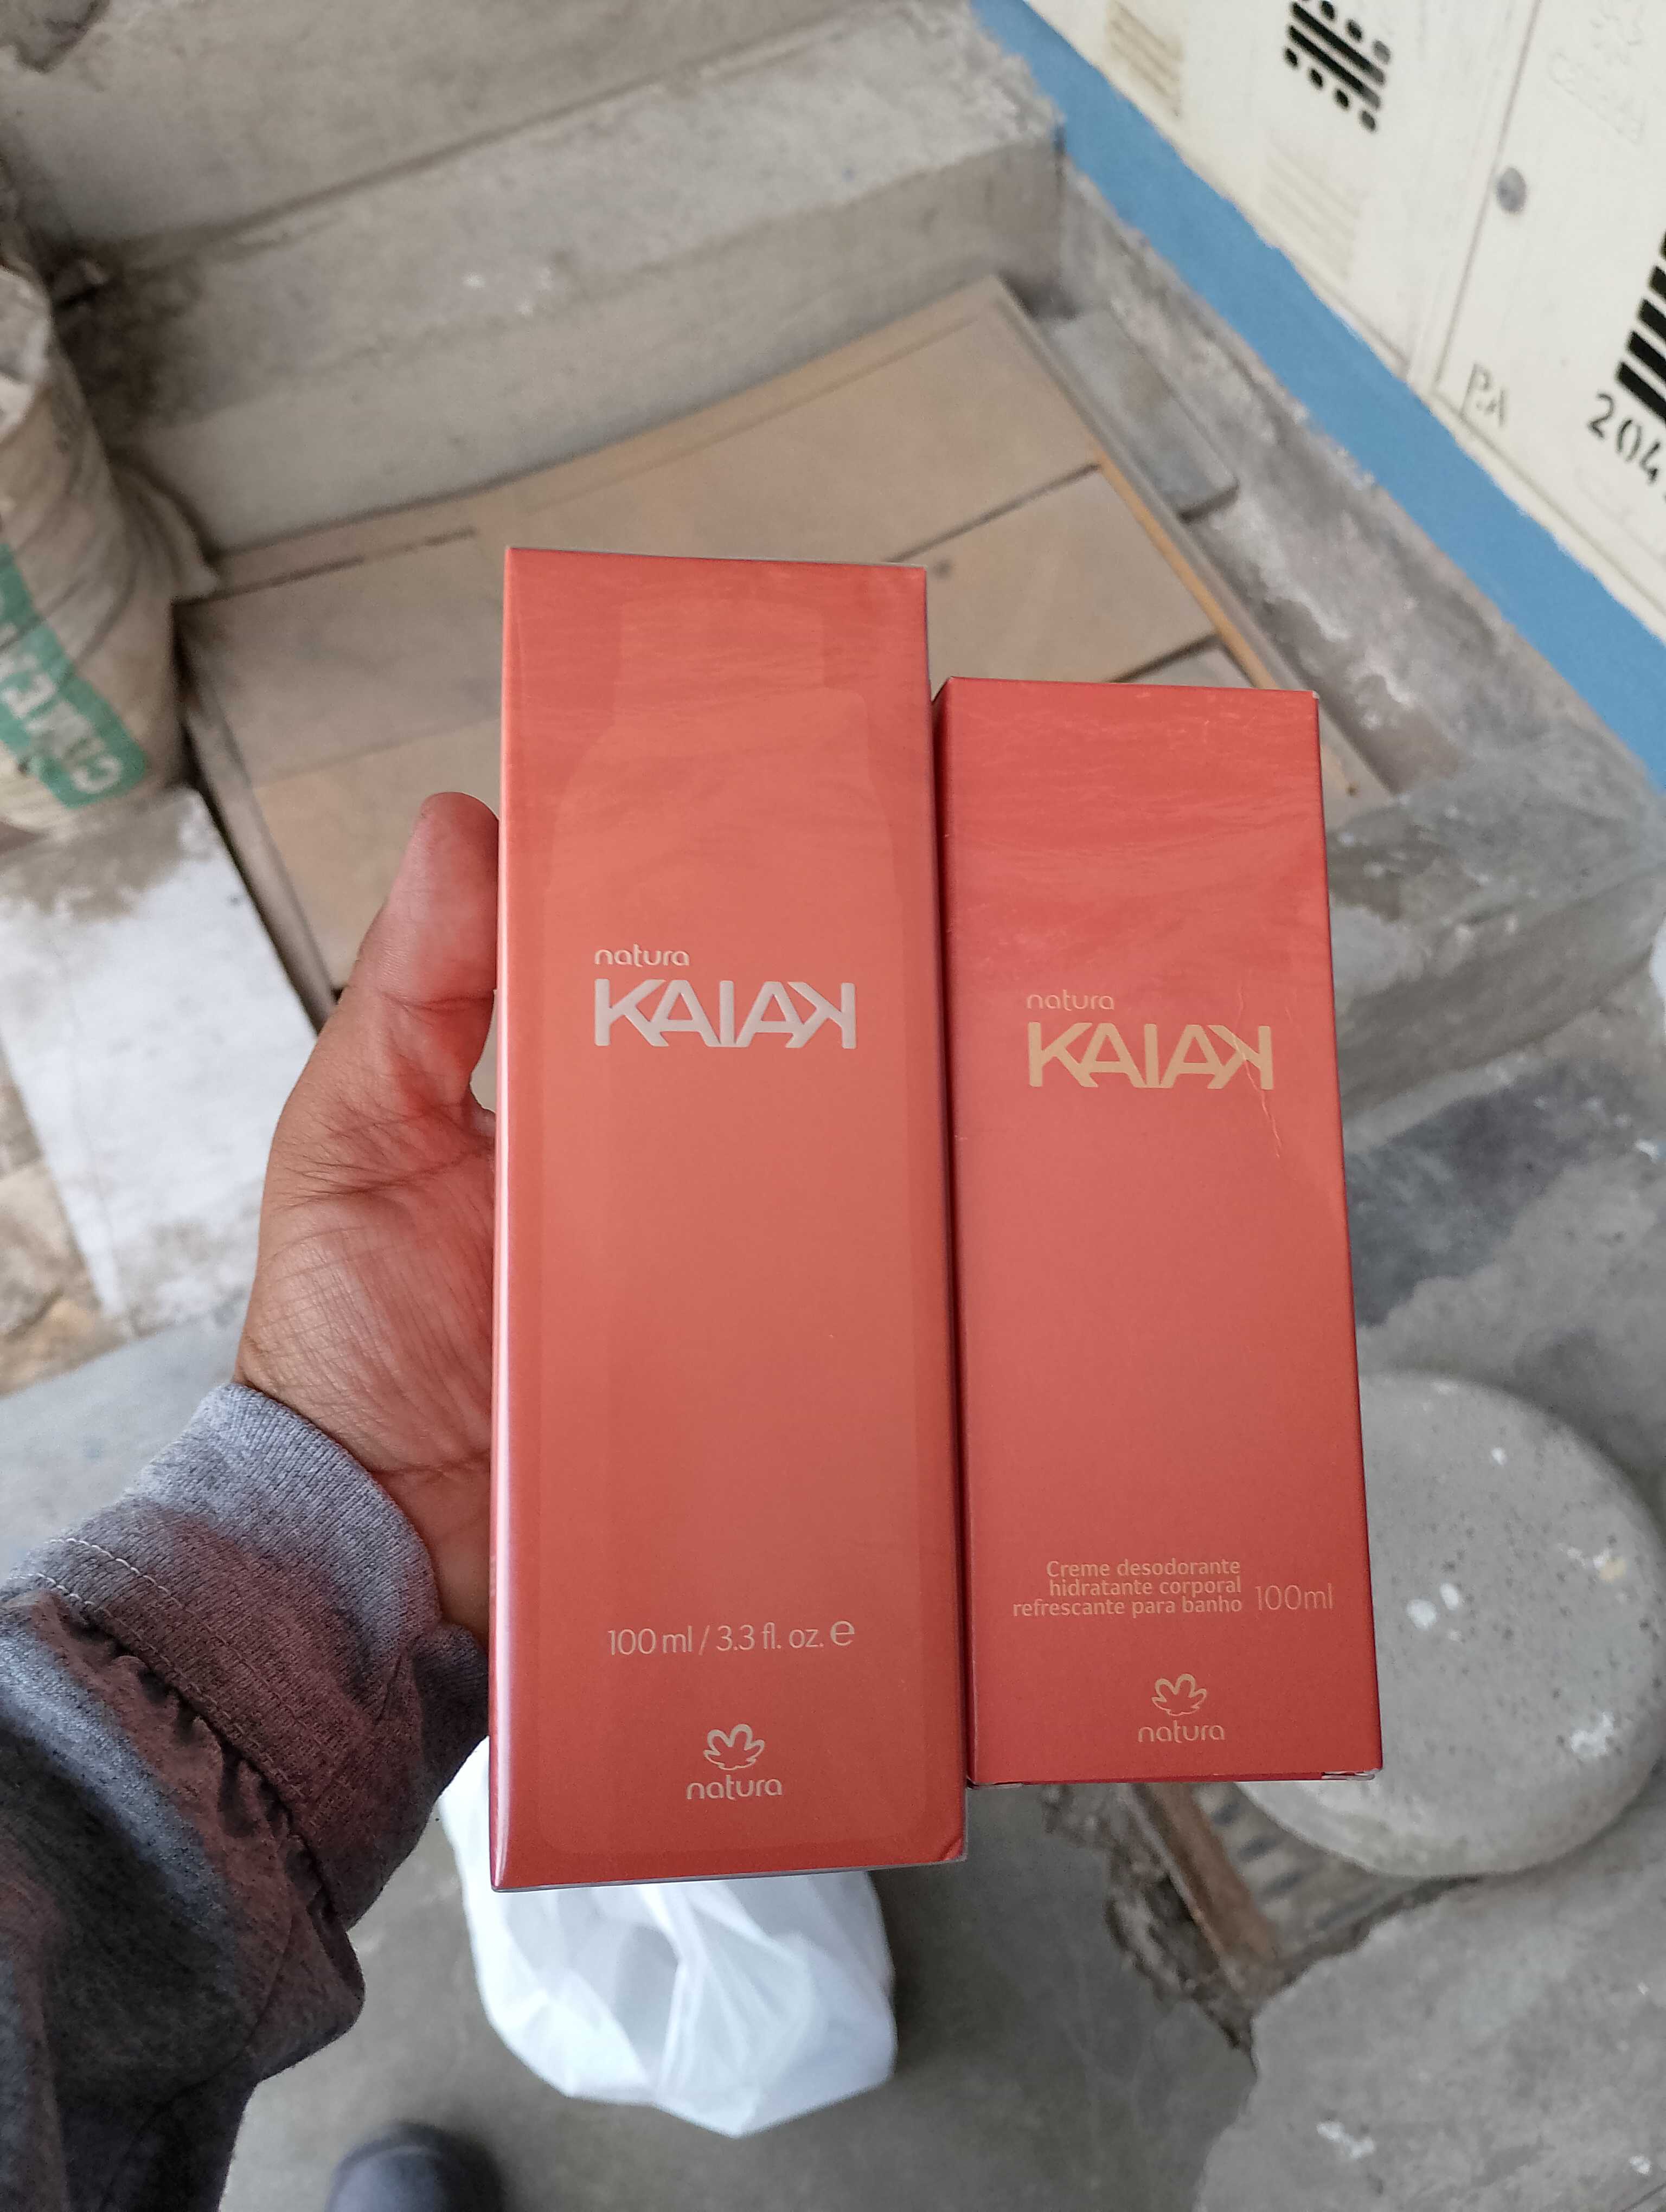 natura
KAIAK
100 ml / 3.3 fl. oz. ℮
natura
natura
KAIAK
Creme desodorante
hidratante corporal
refrescante para banho 100ml
natura
PA
204